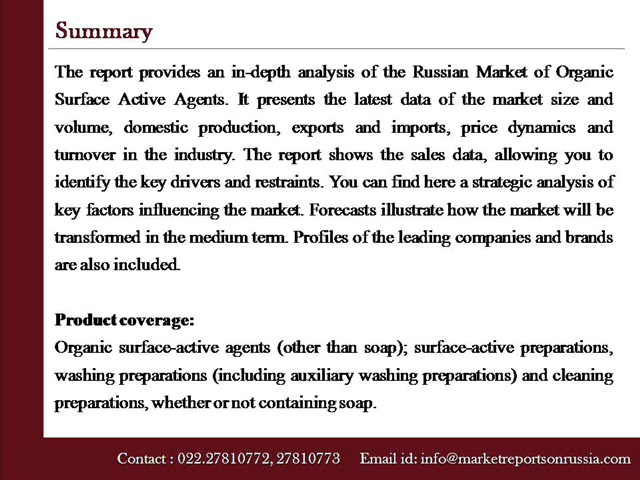 Summary
The report provides an in-depth analysis of the Russian Market of Organic
Surface Active Agents. It presents the latest data of the market size and
volume, domestic production, exports and imports, price dynamics and
turnover in the industry. The report shows the sales data, allowing you to
identify the key drivers and restraints. You can find here a strategic analysis of
key factors influencing the market. Forecasts illustrate how the market will be
transformed in the medium term. Profiles of the leading companies and brands
are also included.
Product coverage:
Organic surface-active agents (other than soap); surface-active preparations,
washing preparations (including auxiliary washing preparations) and cleaning
preparations, whether or not containing soap.
Contact : 022.27810772, 27810773 Email id: info@marketreportsonrussia.com